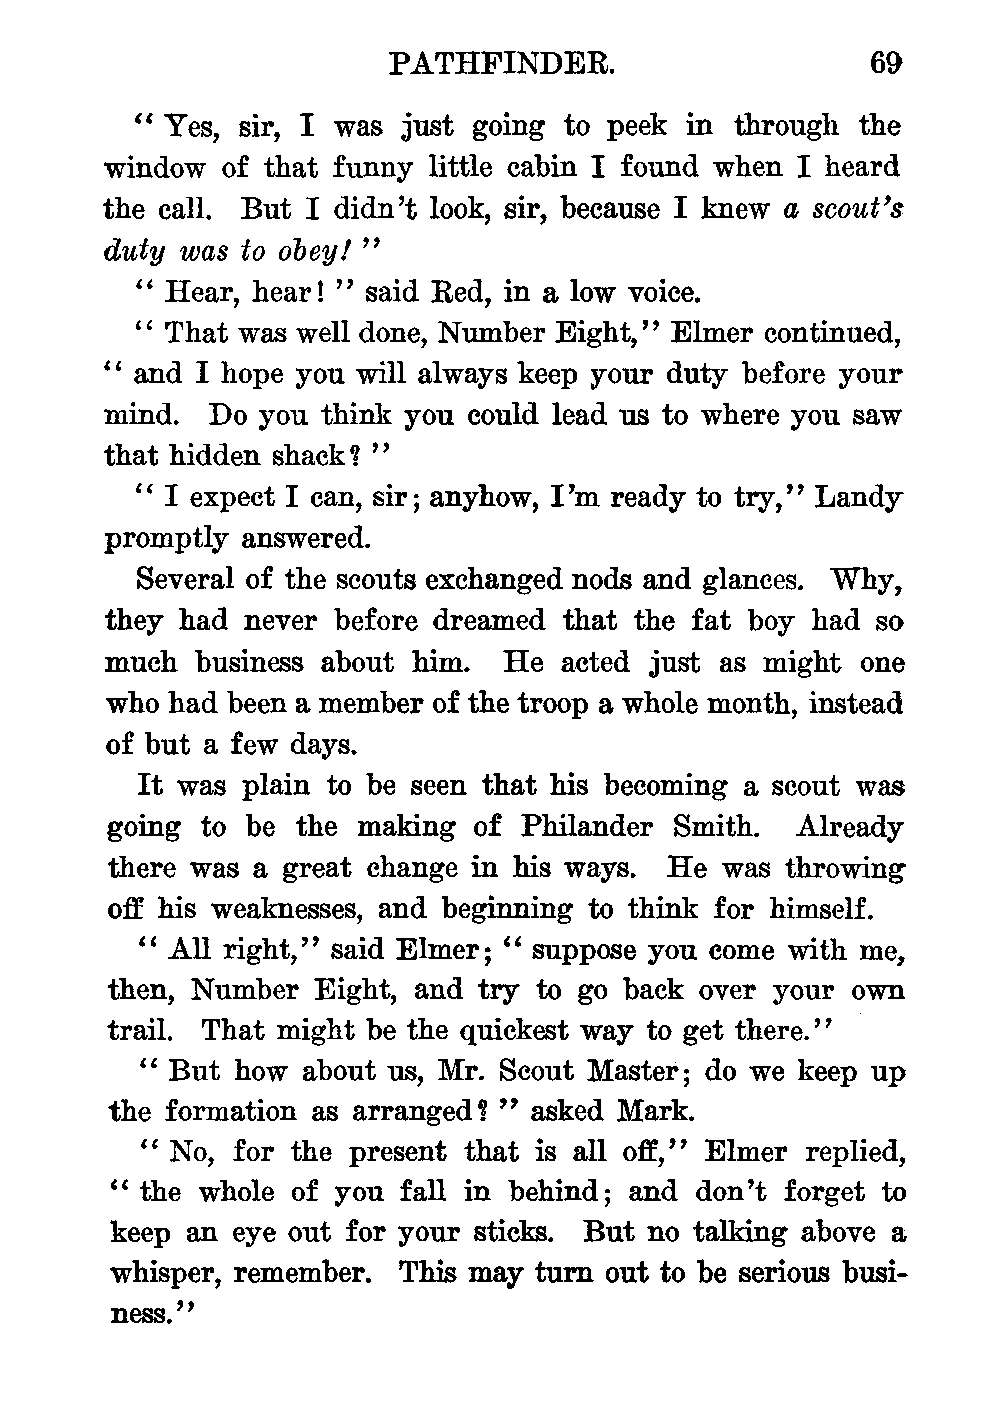 PATHFINDER. 69
“ Yes, sir, I was just going to peek in through the
window of that funny little cabin I found when I heard
the call. But I didn’t look, sir, because I knew a scout’s
duty was to obey! ”
“ Hear, hear! ” said Red, in a low voice.
“ That was well done, Number Eight,” Elmer continued,
“ and I hope you will always keep your duty before your
mind. Do you think you could lead us to where you saw
that hidden shack? ”
“ I expect I can, sir; anyhow, I’m ready to try,” Landy
promptly answered.
Several of the scouts exchanged nods and glances. Why,
they had never before dreamed that the fat boy had so
much business about him. He acted just as might one
who had been a member of the troop a whole month, instead
of but a few days.
It was plain to be seen that his becoming a scout was
going to be the making of Philander Smith. Already
there was a great change in his ways. He was throwing
off his weaknesses, and beginning to think for himself.
“ All right,” said Elmer; “ suppose you come with me,
then, Number Eight, and try to go back over your own
trail. That might be the quickest way to get there.”
“ But how about us, Mr. Scout Master; do we keep up
the formation as arranged? ” asked Mark.
“ No, for the present that is all off,” Elmer replied,
“ the whole of you fall in behind; and don’t forget to
keep an eye out for your sticks. But no talking above a
whisper, remember. This may turn out to be serious busi-
ness.”